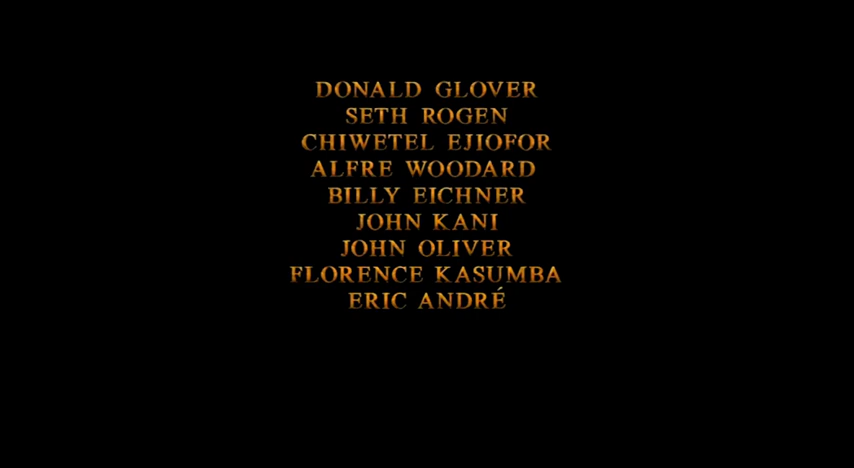 DONALD GLOVER
SETH ROGEN
CHIWETEL EJIOFOR
ALFRE WOODARD
BILLY EICHNER
JOHN KANI
JOHN OLIVER
FLORENCE KASUMBA
ERIC ANDRÉ